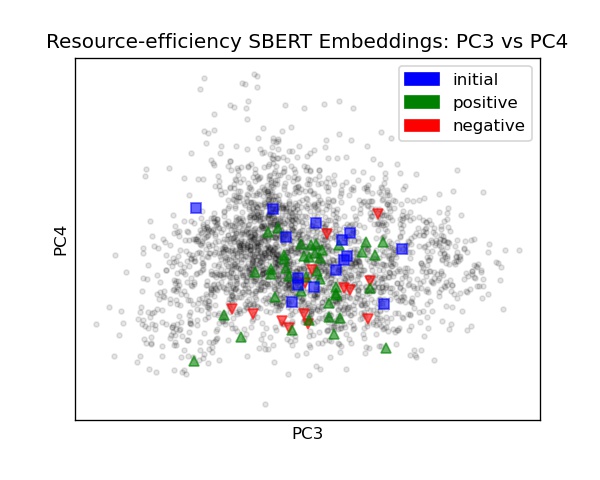 Resource-efficiency SBERT Embeddings: PC3 vs PC4
initial
positive
negative
PC4
PC3